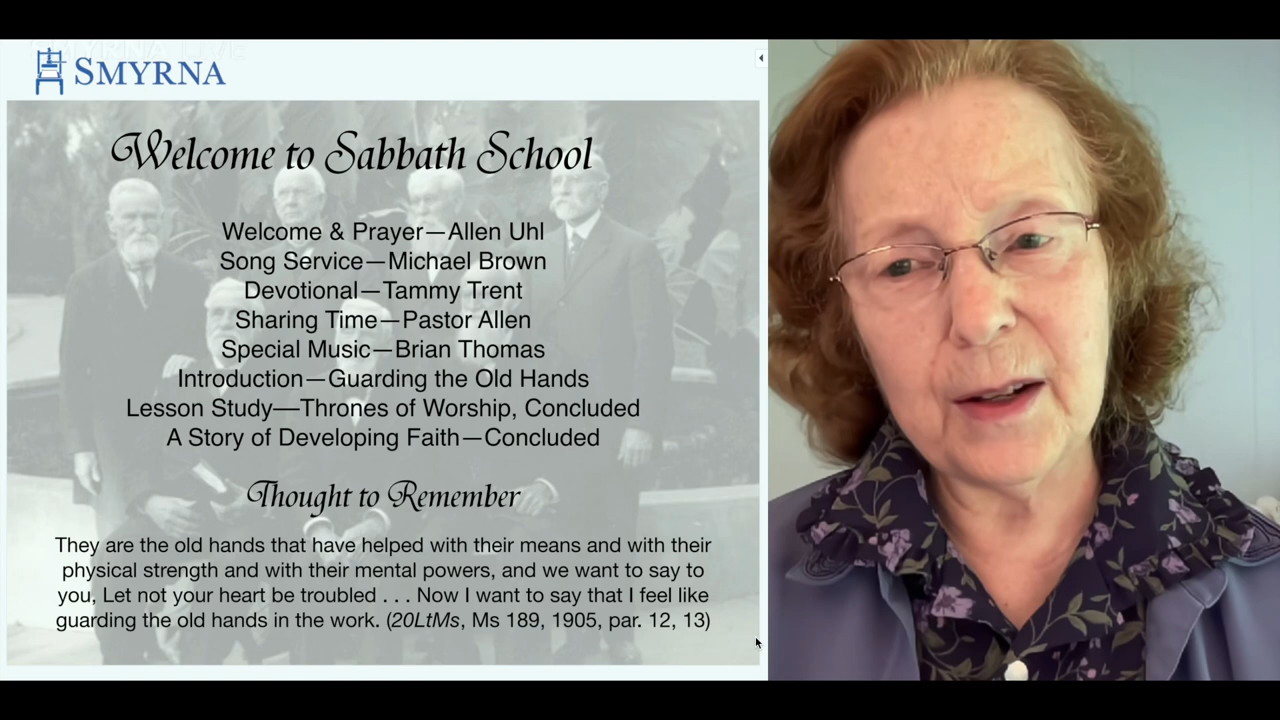 SMYRNA
Welcome to Sabbath School
Welcome & Prayer—Allen Uhl
Song Service—Michael Brown
Devotional—Tammy Trent
Sharing Time—Pastor Allen
Special Music—Brian Thomas
Introduction—Guarding the Old Hands
Lesson Study—Thrones of Worship, Concluded
A Story of Developing Faith—Concluded
Thought to Remember
They are the old hands that have helped with their means and with their
physical strength and with their mental powers, and we want to say to
you, Let not your heart be troubled . . . Now I want to say that I feel like
guarding the old hands in the work. (20LtMs, Ms 189, 1905, par. 12, 13)